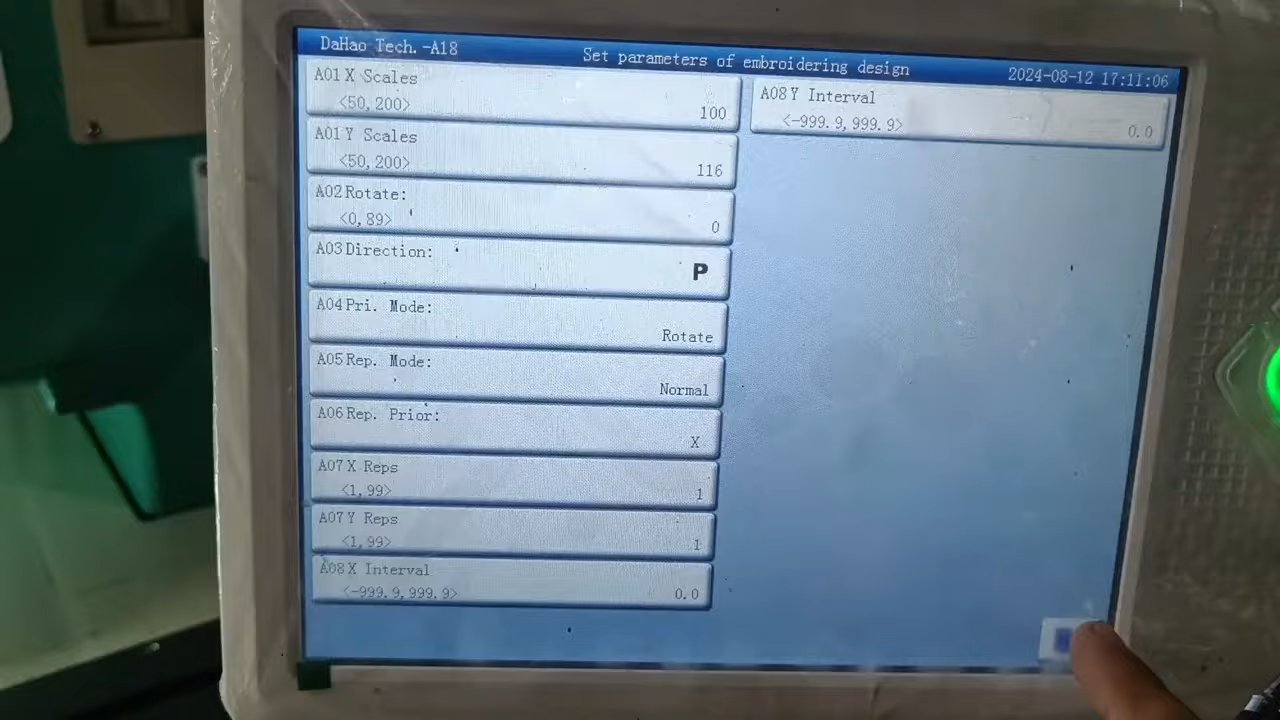 DaHao Tech.-A18
Set parameters of embroidering design
2024-08-12 17:11:06
A01 X Scales
<50,200>
100
A01 Y Scales
<50,200>
116
A02 Rotate:
<0,89>
0
A03 Direction:
P
A04 Pri. Mode:
Rotate
A05 Rep. Mode:
Normal
A06 Rep. Prior:
X
A07 X Reps
<1,99>
1
A07 Y Reps
<1,99>
1
A08 X Interval
<-999.9,999.9>
0.0
A08 Y Interval
<-999.9,999.9>
0.0